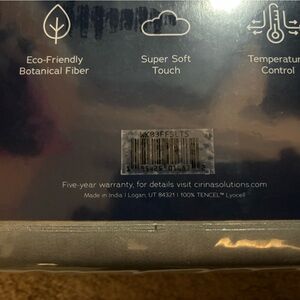 Eco-Friendly
Botanical Fiber
Super Soft
Touch
Temperatur
Control
Five-year warranty, for details visit cirinasolutions.com
Made in India | Logan, UT 84321 | 100% TENCEL™ Lyocell